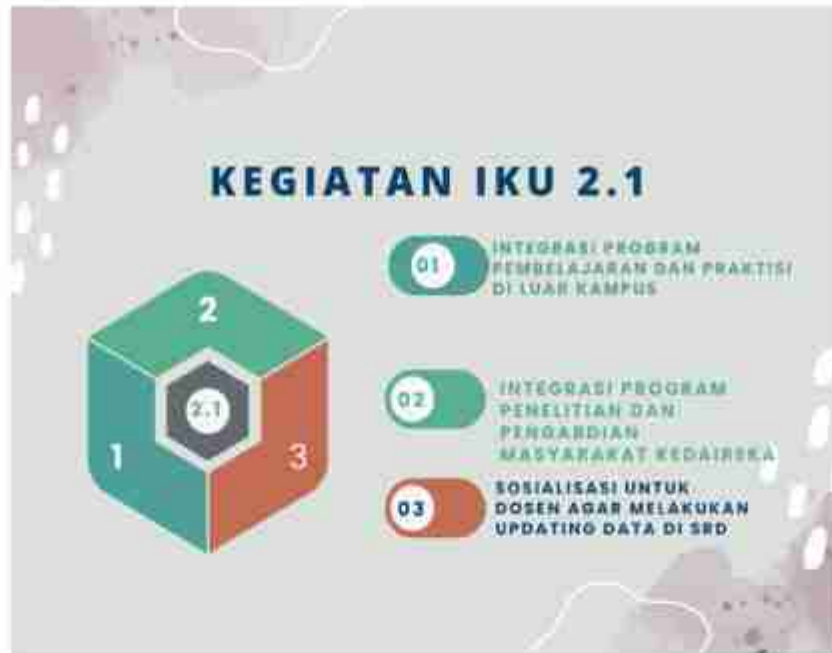 KEGIATAN IKU 2.1
01
INTEGRASI PROGRAM
PEMBELAJARAN DAN PRAKTISI
DI LUAR KAMPUS
2
2.1
1
3
02
INTEGRASI PROGRAM
PENELITIAN DAN
PENGABDIAN
MASYARAKAT KEDAIREKA
03
SOSIALISASI UNTUK
DOSEN AGAR MELAKUKAN
UPDATING DATA DI SRD